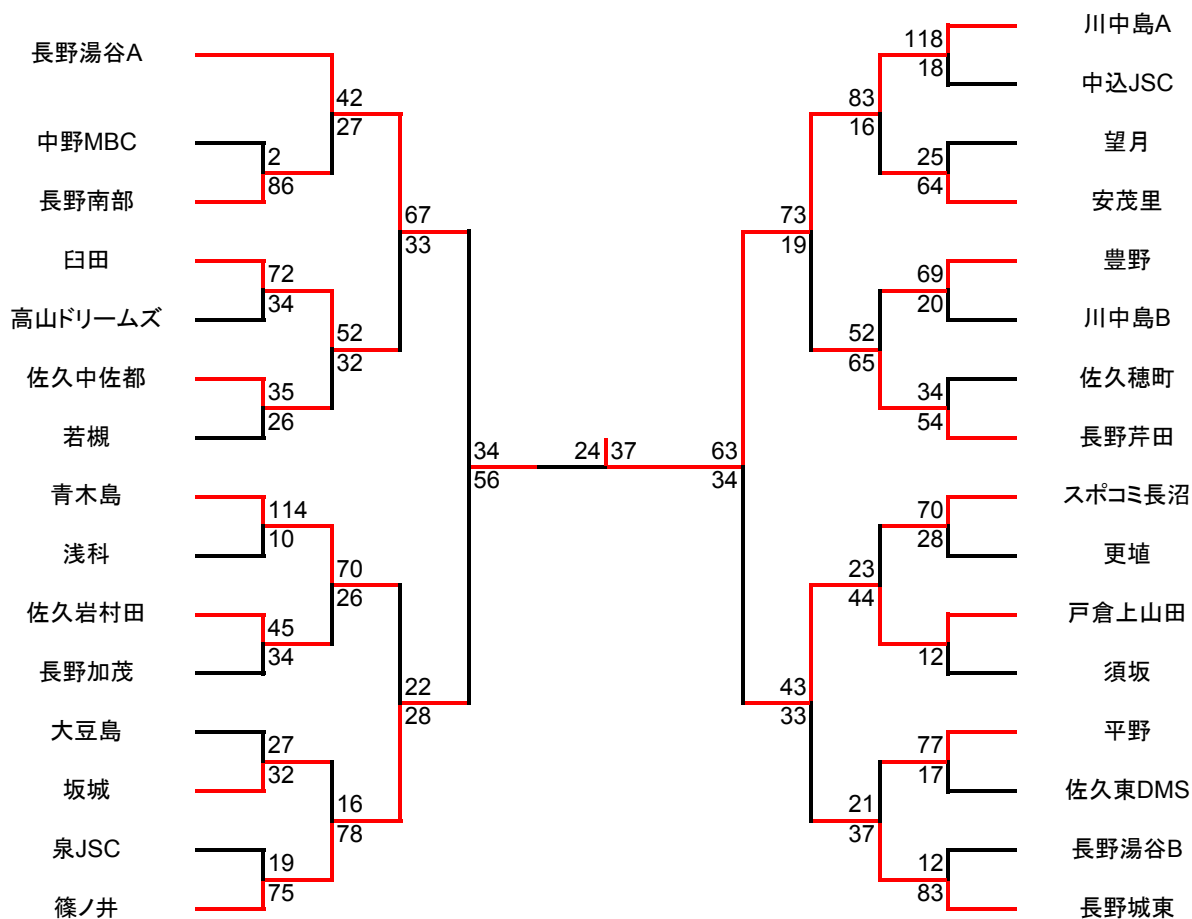 長野湯谷A
中野MBC
長野南部
臼田
高山ドリームズ
佐久中佐都
若槻
青木島
浅科
佐久岩村田
長野加茂
大豆島
坂城
泉JSC
篠ノ井
2
86
72
34
35
26
114
10
45
34
27
32
19
75
42
27
52
32
70
26
16
78
67
33
22
28
34
56
24 37
63
34
73
19
43
33
83
16
52
65
23
44
21
37
118
18
25
64
69
20
34
54
70
28
12
77
17
12
83
川中島A
中込JSC
望月
安茂里
豊野
川中島B
佐久穂町
長野芹田
スポコミ長沼
更埴
戸倉上山田
須坂
平野
佐久東DMS
長野湯谷B
長野城東